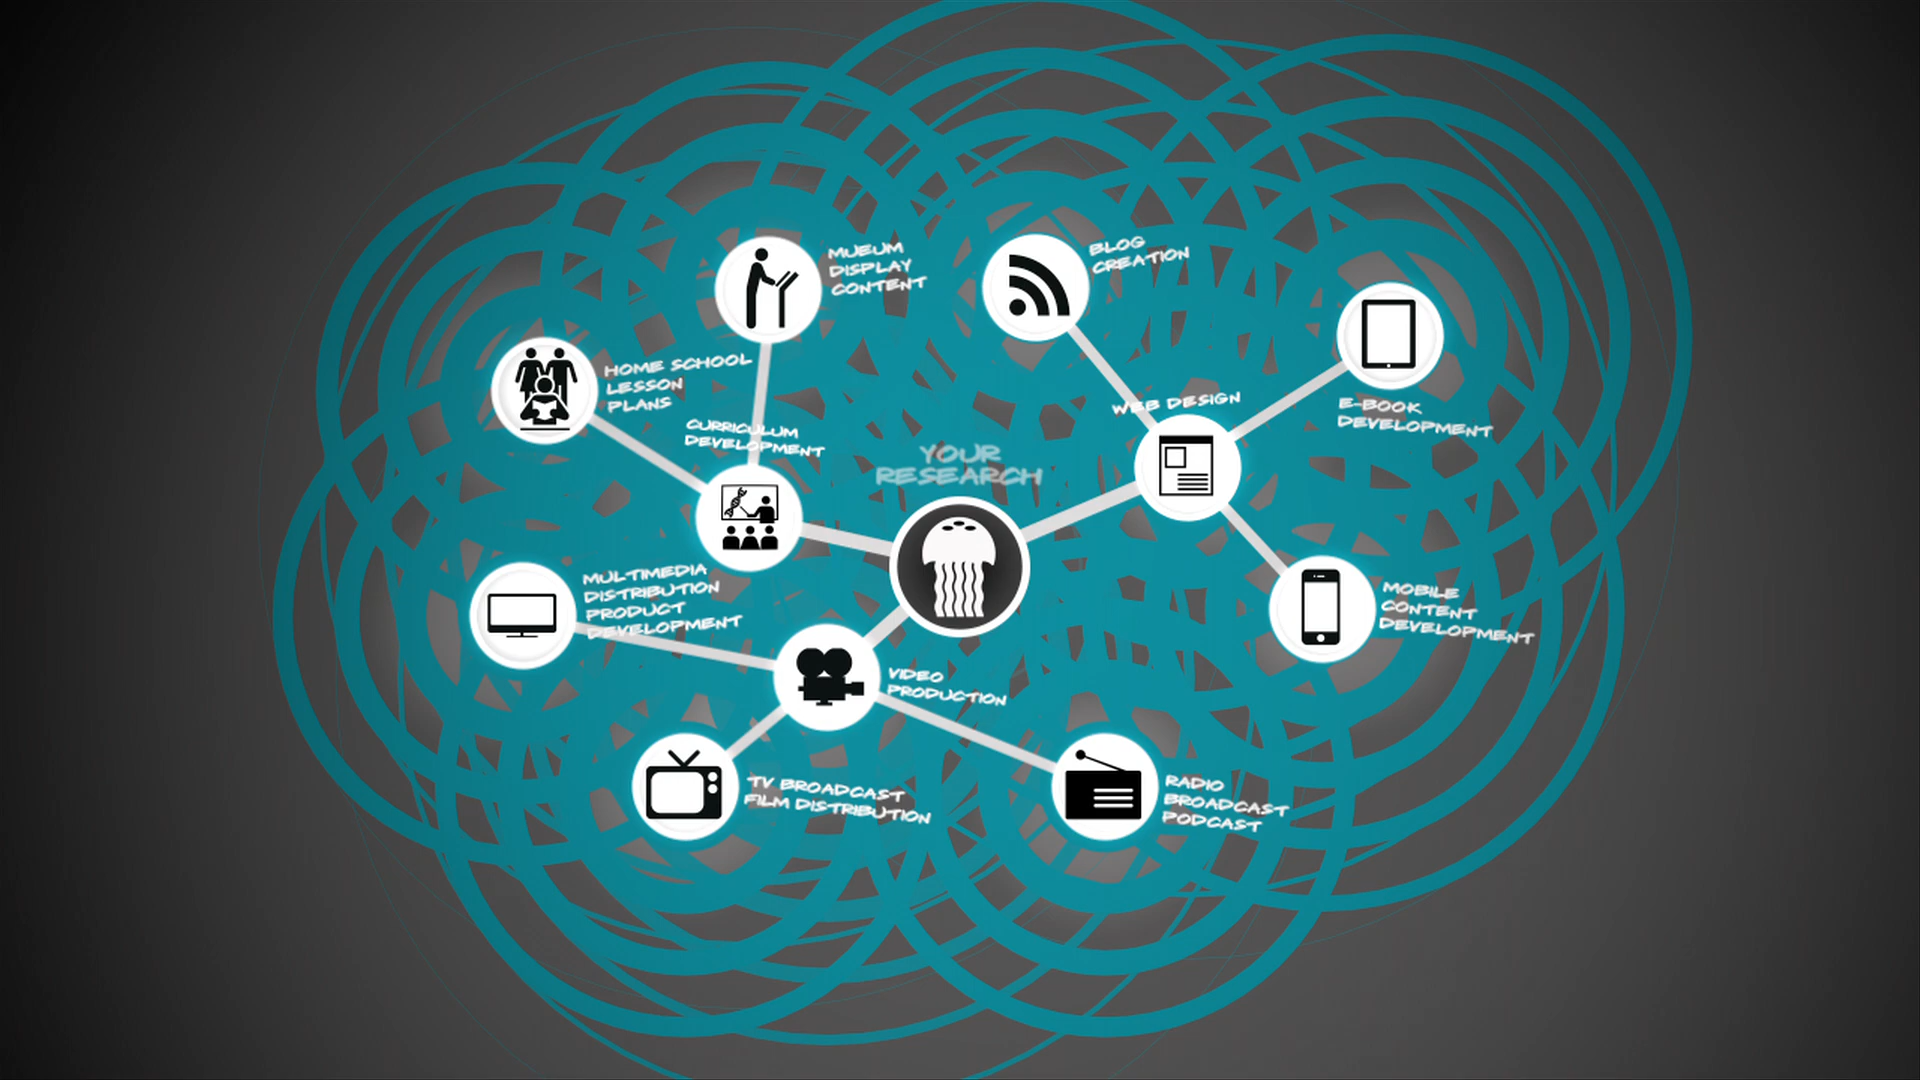 MUEUM
DISPLAY
CONTENT
BLOG
CREATION
HOME SCHOOL
LESSON
PLANS
CURRICULUM
DEVELOPMENT
WEB DESIGN
E-BOOK
DEVELOPMENT
YOUR
RESEARCH
MULTIMEDIA
DISTRIBUTION
PRODUCT
DEVELOPMENT
MOBILE
CONTENT
DEVELOPMENT
VIDEO
PRODUCTION
TV BROADCAST
FILM DISTRIBUTION
RADIO
BROADCAST
PODCAST